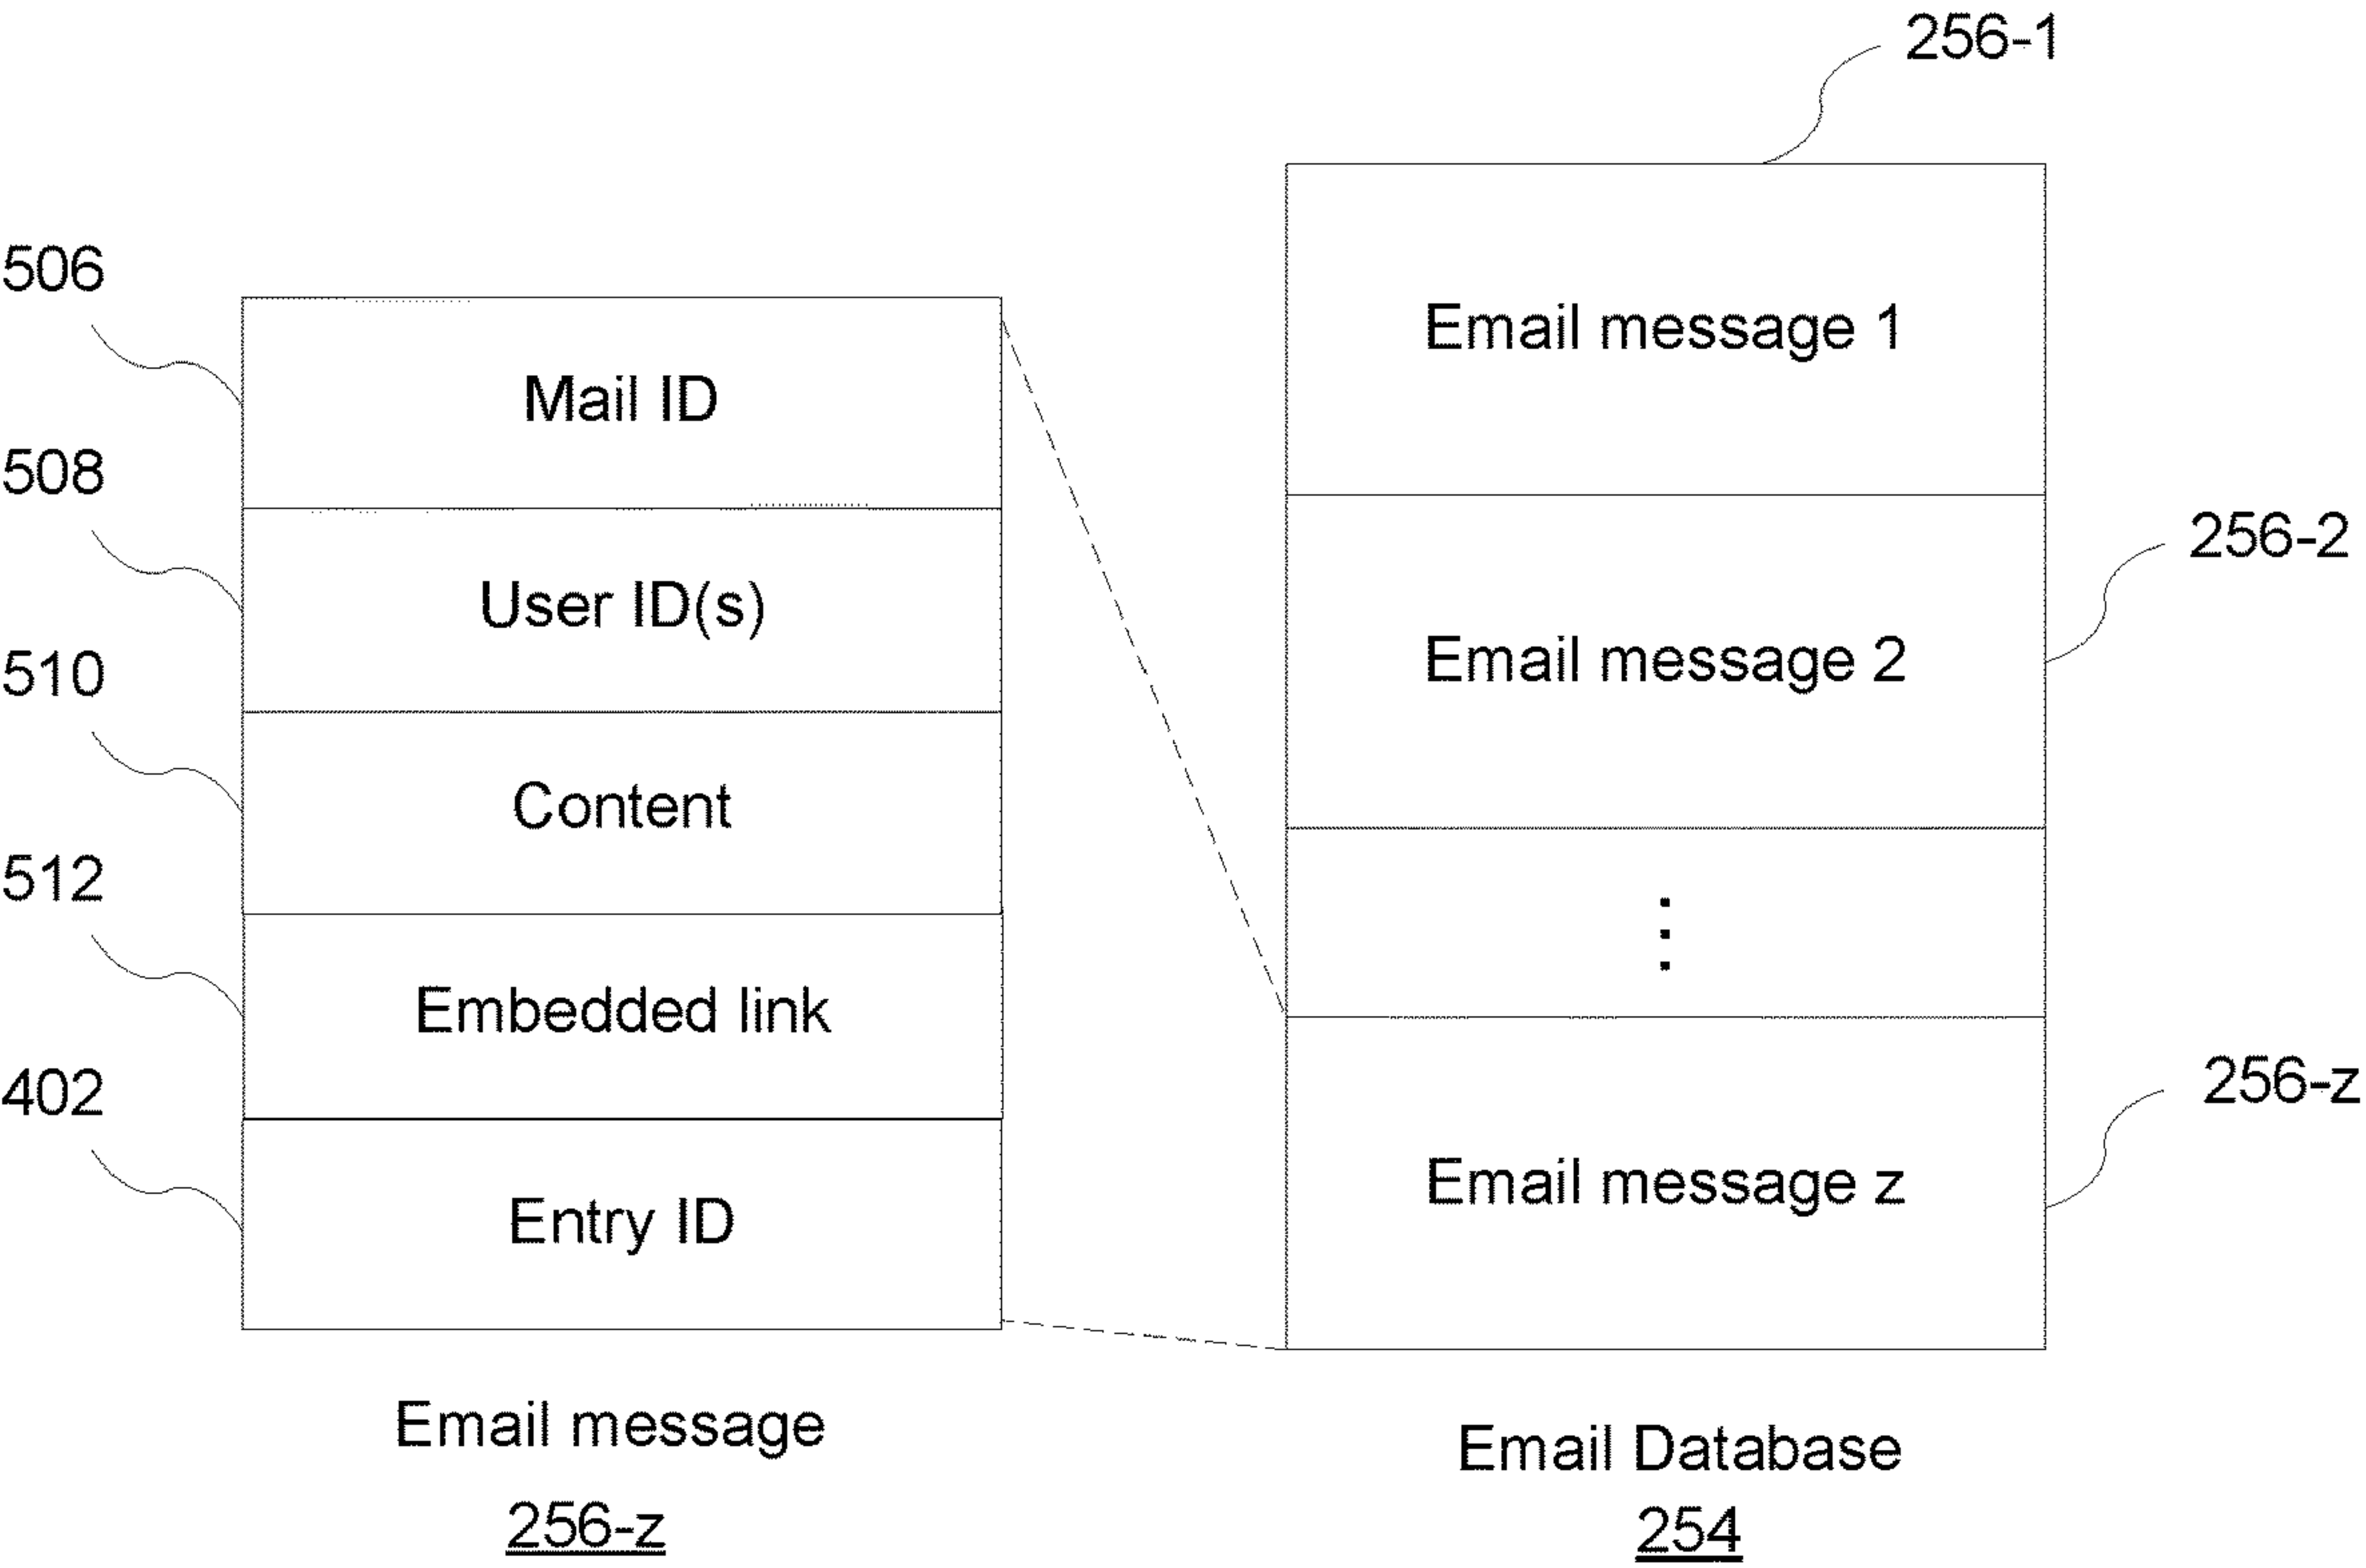 256-1
506
Mail ID
508
User ID(s)
510
Content
512
Embedded link
402
Entry ID
Email message
256-z
Email message 1
Email message 2
256-2
⋮
Email message z
256-z
Email Database
254